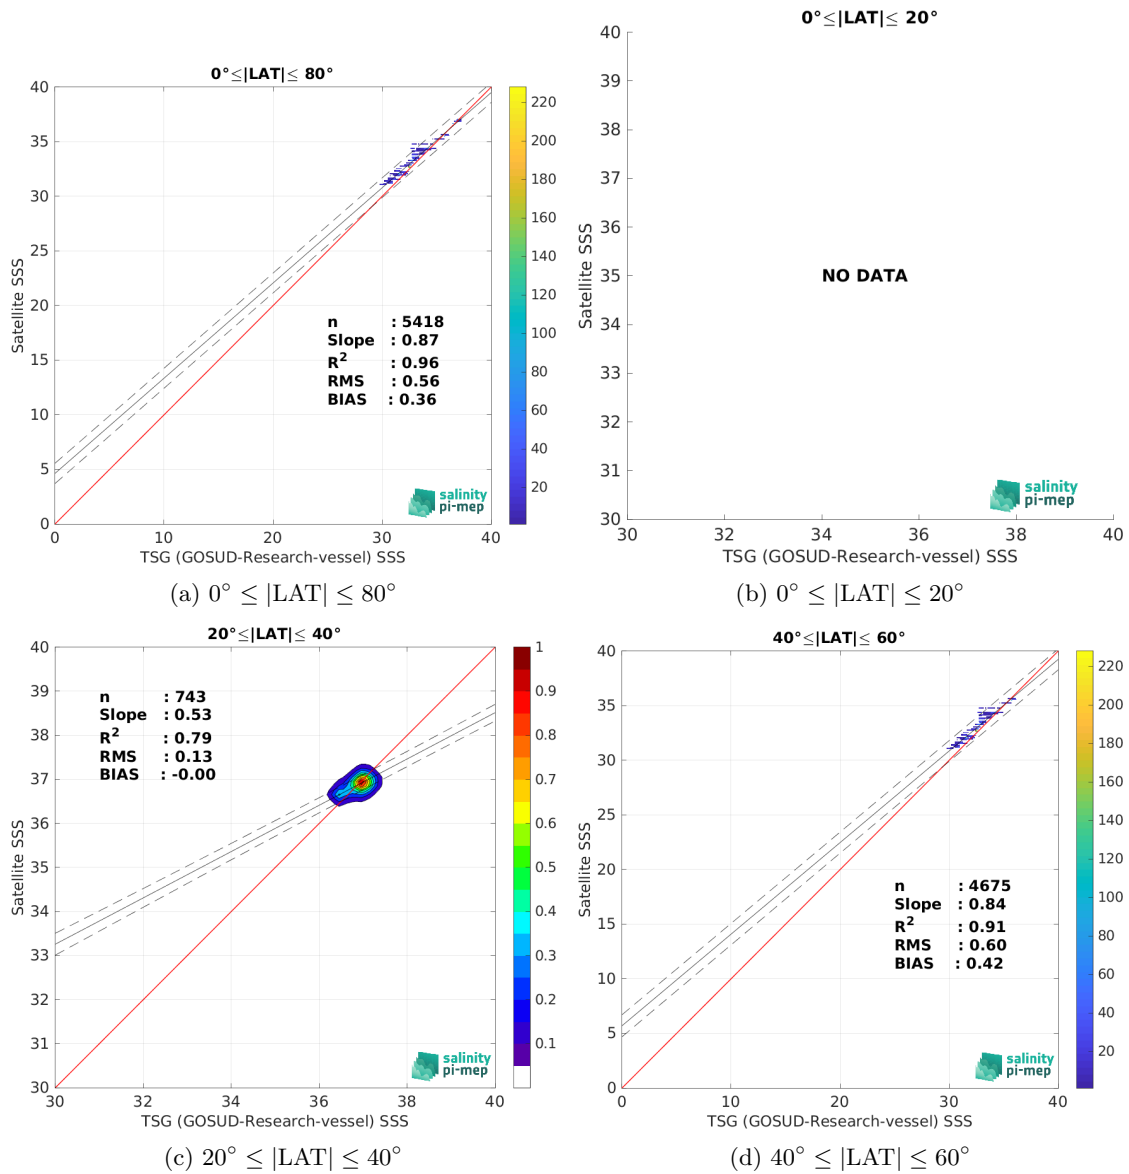 0°≤|LAT|≤ 80°
40
35
30
25
20
15
10
5
0
Satellite SSS
0
10
20
30
40
TSG (GOSUD-Research-vessel) SSS
n : 5418
Slope : 0.87
R2 : 0.96
RMS : 0.56
BIAS : 0.36
salinity
pi-mep
220
200
180
160
140
120
100
80
60
40
20
(a) 0° ≤ |LAT| ≤ 80°
0°≤|LAT|≤ 20°
40
39
38
37
36
35
34
33
32
31
30
Satellite SSS
NO DATA
salinity
pi-mep
30
32
34
36
38
40
TSG (GOSUD-Research-vessel) SSS
(b) 0° ≤ |LAT| ≤ 20°
20°≤|LAT|≤ 40°
40
39
38
37
36
35
34
33
32
31
30
Satellite SSS
n : 743
Slope : 0.53
R2 : 0.79
RMS : 0.13
BIAS : -0.00
salinity
pi-mep
30
32
34
36
38
40
TSG (GOSUD-Research-vessel) SSS
1
0.9
0.8
0.7
0.6
0.5
0.4
0.3
0.2
0.1
(c) 20° ≤ |LAT| ≤ 40°
40°≤|LAT|≤ 60°
40
35
30
25
20
15
10
5
0
Satellite SSS
n : 4675
Slope : 0.84
R2 : 0.91
RMS : 0.60
BIAS : 0.42
salinity
pi-mep
0
10
20
30
40
TSG (GOSUD-Research-vessel) SSS
220
200
180
160
140
120
100
80
60
40
20
(d) 40° ≤ |LAT| ≤ 60°